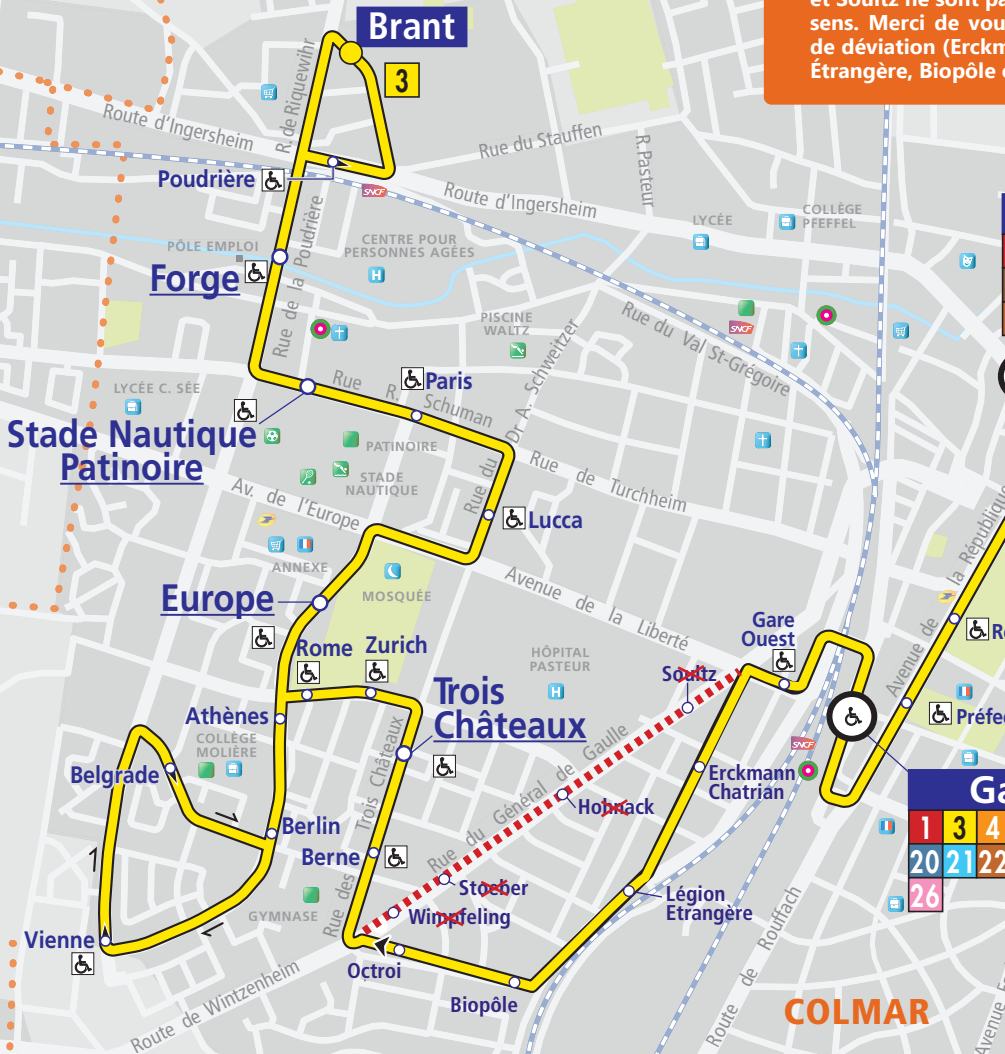 et Soultz ne sont pa
sens. Merci de vou
de déviation (Erckm
Étrangère, Biopôle
Brant
3
R. de Riquewihr
Route d'Ingersheim
Rue du Stauffen
R. Pasteur
Poudrière
SNCF
Route d'Ingersheim
LYCÉE
COLLÈGE
PFEFFEL
PÔLE EMPLOI
CENTRE POUR
PERSONNES AGÉES
H
Forge
Rue de la Poudrière
PISCINE
WALTZ
SNCF
Rue du Val St-Grégoire
LYCÉE C. SÉE
Rue R. Schuman
Paris
Rue du Dr A. Schweitzer
Stade Nautique
Patinoire
PATINOIRE
STADE
NAUTIQUE
Rue de Turchheim
Av. de l'Europe
Lucca
ANNEXE
MOSQUÉE
Europe
Avenue de la Liberté
Avenue de la République
Gare
Ouest
R
Rome
Zurich
HÔPITAL
PASTEUR
H
Soultz
Athènes
Trois
Châteaux
Préfec
COLLÈGE
MOLIÈRE
Rue des Trois Châteaux
Rue du Général de Gaulle
SNCF
Belgrade
Erckmann
Chatrian
Ga
Hohnack
1 3 4
20 21 22
26
Berlin
Berne
Stoeber
Wimpfeling
Légion
Etrangère
GYMNASE
Vienne
Octroi
Biopôle
Route de Wintzenheim
Route de Rouffach
COLMAR
Avenue